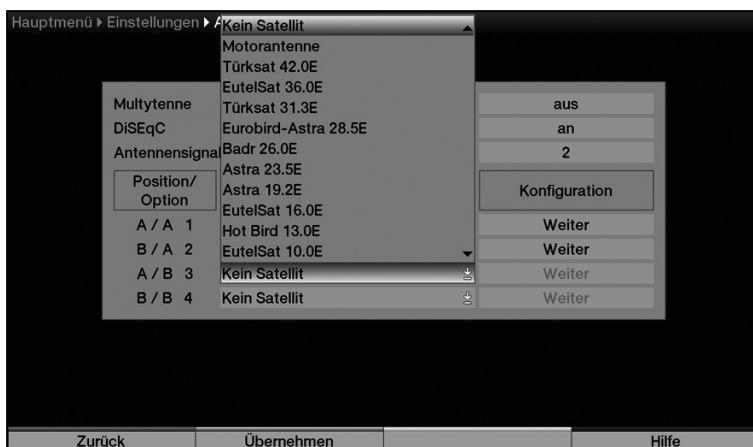 Hauptmenü Einstellungen A
Kein Satellit
Motorantenne
Türksat 42.0E
EutelSat 36.0E
Türksat 31.3E
Eurobird-Astra 28.5E
Badr 26.0E
Astra 23.5E
Astra 19.2E
EutelSat 16.0E
Hot Bird 13.0E
EutelSat 10.0E
Multytenne aus
DiSEqC an
Antennensignal 2
Position/
Option
Konfiguration
A / A 1 Weiter
B / A 2 Weiter
A / B 3 Kein Satellit Weiter
B / B 4 Kein Satellit Weiter
Zurück Übernehmen Hilfe